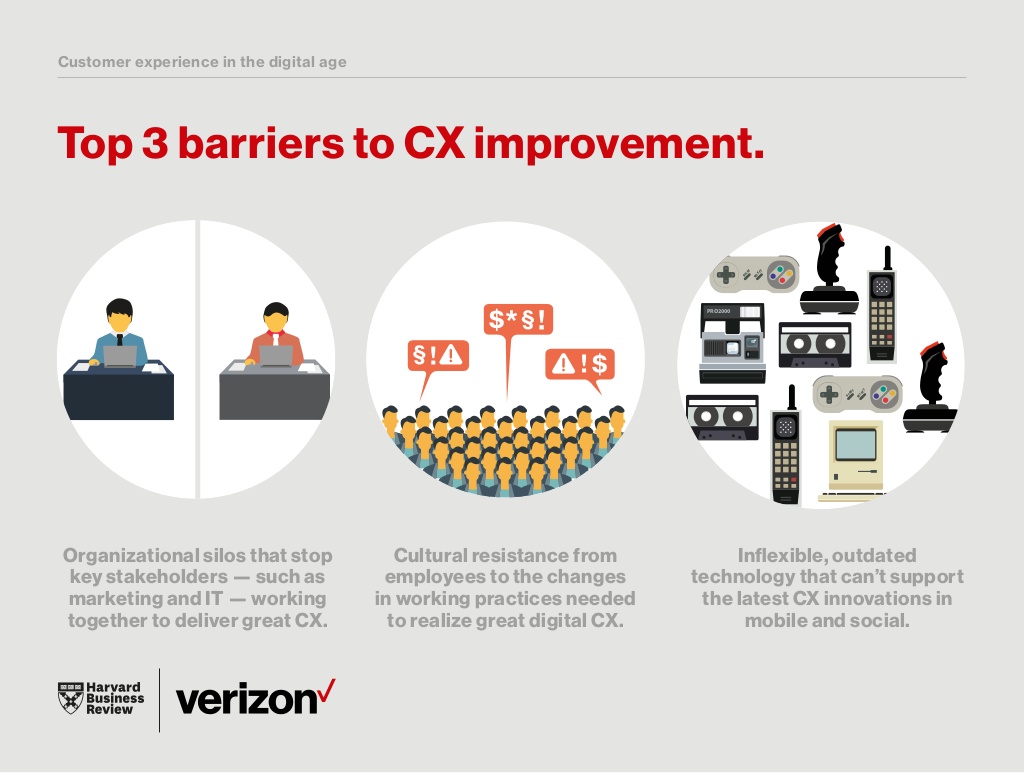 Customer experience in the digital age
Top 3 barriers to CX improvement.
$*§!
§!⚠
⚠!$
PRO2000
Organizational silos that stop
key stakeholders — such as
marketing and IT — working
together to deliver great CX.
Cultural resistance from
employees to the changes
in working practices needed
to realize great digital CX.
Inflexible, outdated
technology that can’t support
the latest CX innovations in
mobile and social.
Harvard
Business
Review
verizon✓